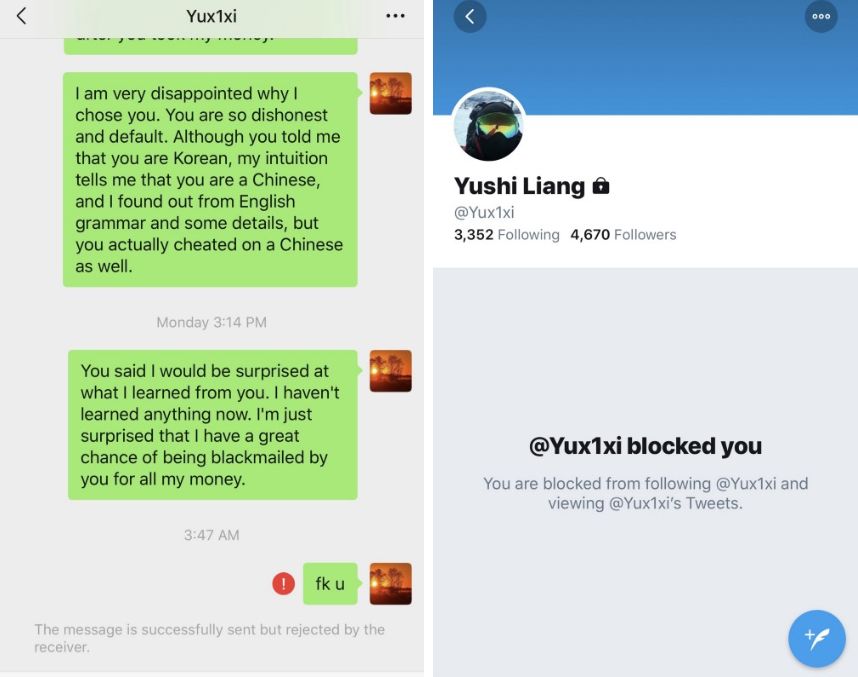 Yux1xi
after you took my money.
I am very disappointed why I
chose you. You are so dishonest
and default. Although you told me
that you are Korean, my intuition
tells me that you are a Chinese,
and I found out from English
grammar and some details, but
you actually cheated on a Chinese
as well.
Monday 3:14 PM
You said I would be surprised at
what I learned from you. I haven't
learned anything now. I'm just
surprised that I have a great
chance of being blackmailed by
you for all my money.
3:47 AM
! fk u
The message is successfully sent but rejected by the
receiver.
Yushi Liang
@Yux1xi
3,352 Following 4,670 Followers
@Yux1xi blocked you
You are blocked from following @Yux1xi and
viewing @Yux1xi’s Tweets.